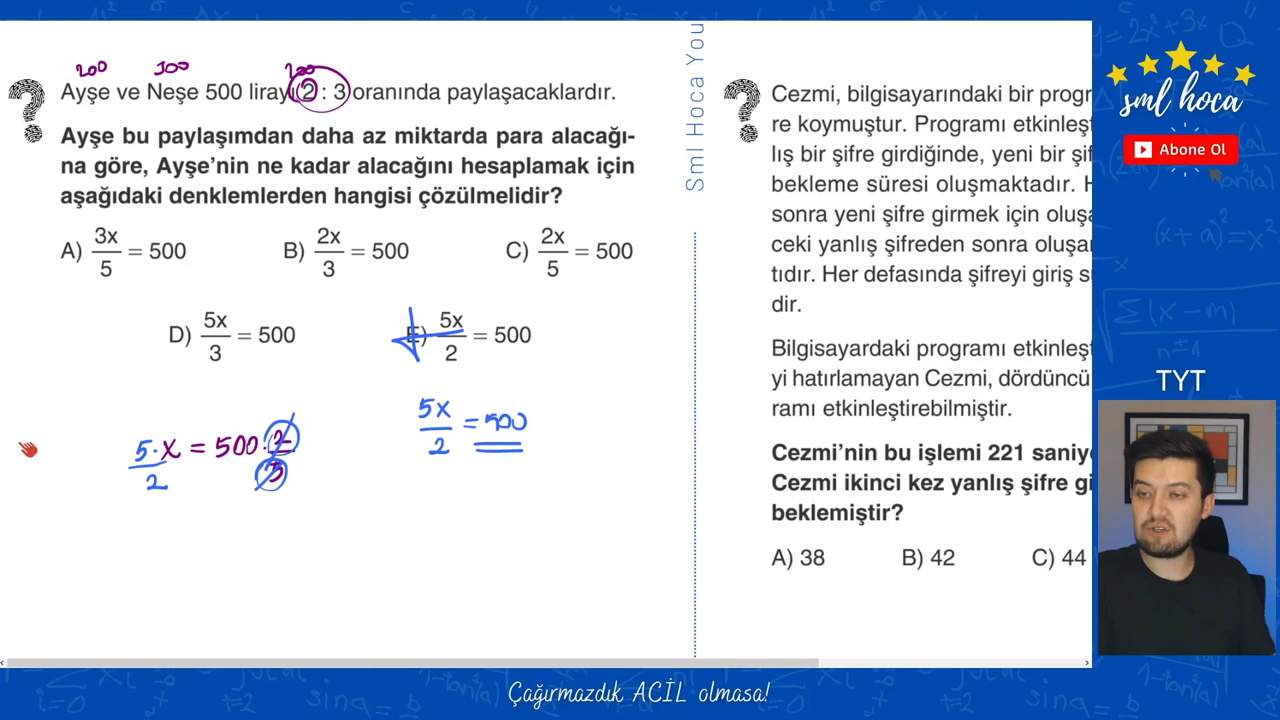 200 300 200
Ayşe ve Neşe 500 lirayı 2 : 3 oranında paylaşacaklardır.
Ayşe bu paylaşımdan daha az miktarda para alacağı-
na göre, Ayşe'nin ne kadar alacağını hesaplamak için
aşağıdaki denklemlerden hangisi çözülmelidir?
A) 3x/5 = 500
B) 2x/3 = 500
C) 2x/5 = 500
D) 5x/3 = 500
E) 5x/2 = 500
5x/2 = 500
5/2 · x = 500 · 2/5
Sml Hoca You
Cezmi, bilgisayarındaki bir progr
re koymuştur. Programı etkinleşt
lış bir şifre girdiğinde, yeni bir şif
bekleme süresi oluşmaktadır. H
sonra yeni şifre girmek için oluşa
ceki yanlış şifreden sonra oluşan
tıdır. Her defasında şifreyi giriş s
dir.
Bilgisayardaki programı etkinleşt
yi hatırlamayan Cezmi, dördüncü
ramı etkinleştirebilmiştir.
Cezmi'nin bu işlemi 221 saniye
Cezmi ikinci kez yanlış şifre gi
beklemiştir?
A) 38
B) 42
C) 44
sml hoca
Abone Ol
TYT
Çağırmazdık ACİL olmasa!